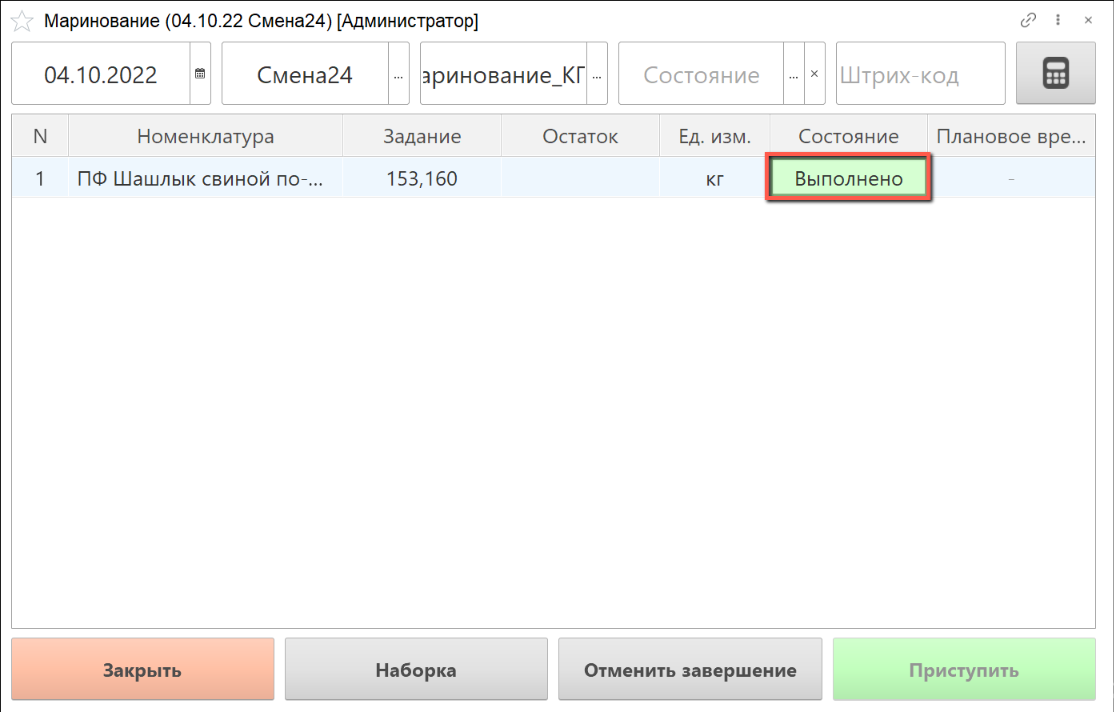 Маринование (04.10.22 Смена24) [Администратор]
04.10.2022 Смена24 ... аринование_КГ ... Состояние ... × Штрих-код
N Номенклатура Задание Остаток Ед. изм. Состояние Плановое вре...
1 ПФ Шашлык свиной по-... 153,160 кг Выполнено -
Закрыть Наборка Отменить завершение Приступить